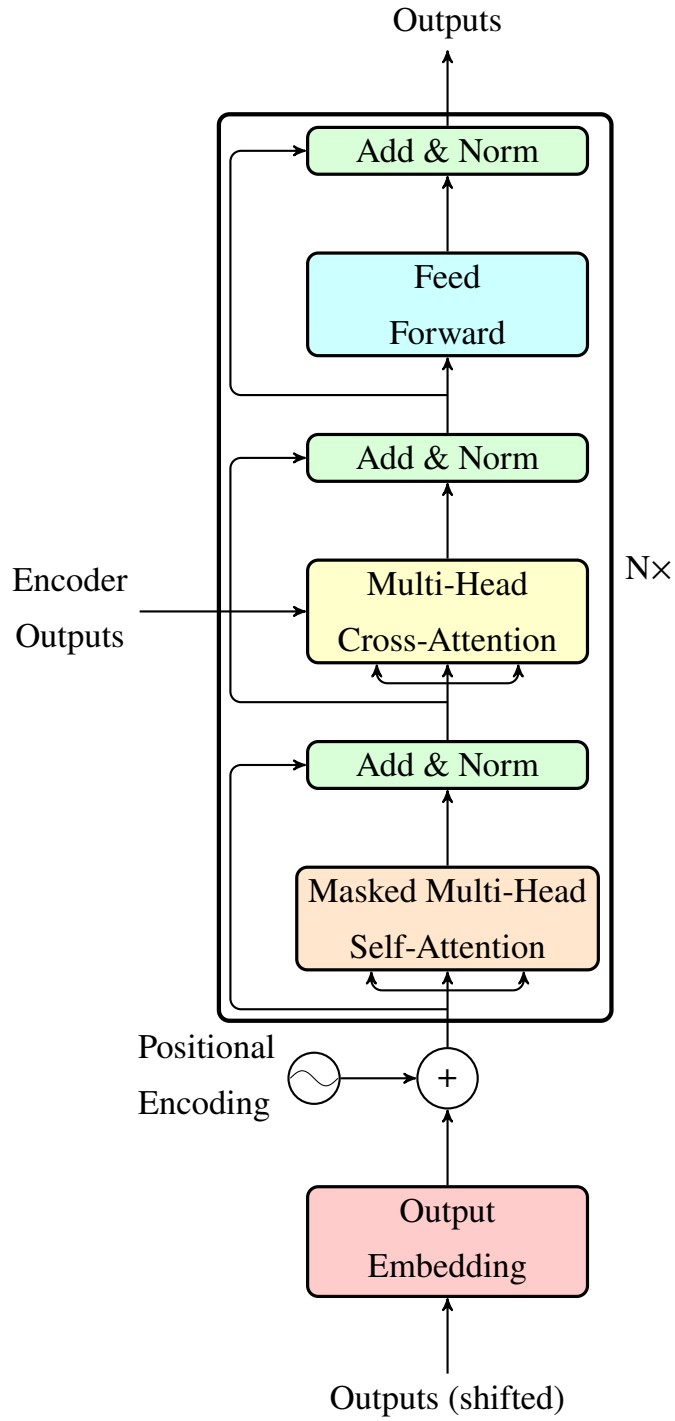 Outputs
Add & Norm
Feed
Forward
Add & Norm
Encoder
Outputs
Multi-Head
Cross-Attention
N×
Add & Norm
Masked Multi-Head
Self-Attention
Positional
Encoding
+
Output
Embedding
Outputs (shifted)